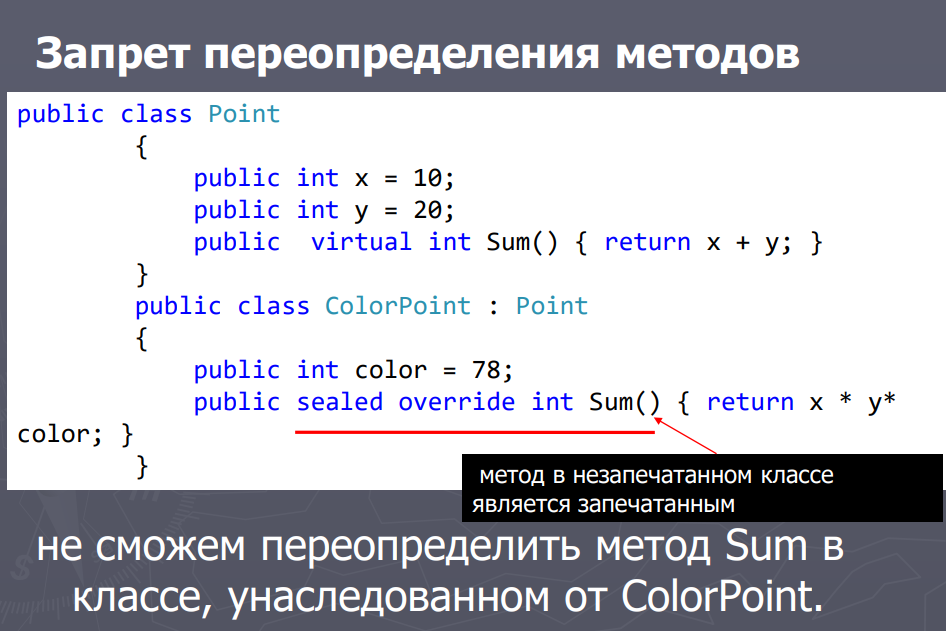 Запрет переопределения методов
public class Point
{
public int x = 10;
public int y = 20;
public  virtual int Sum() { return x + y; }
}
public class ColorPoint : Point
{
public int color = 78;
public sealed override int Sum() { return x * y*
color; }
}
метод в незапечатанном классе
является запечатанным
не сможем переопределить метод Sum в
классе, унаследованном от ColorPoint.